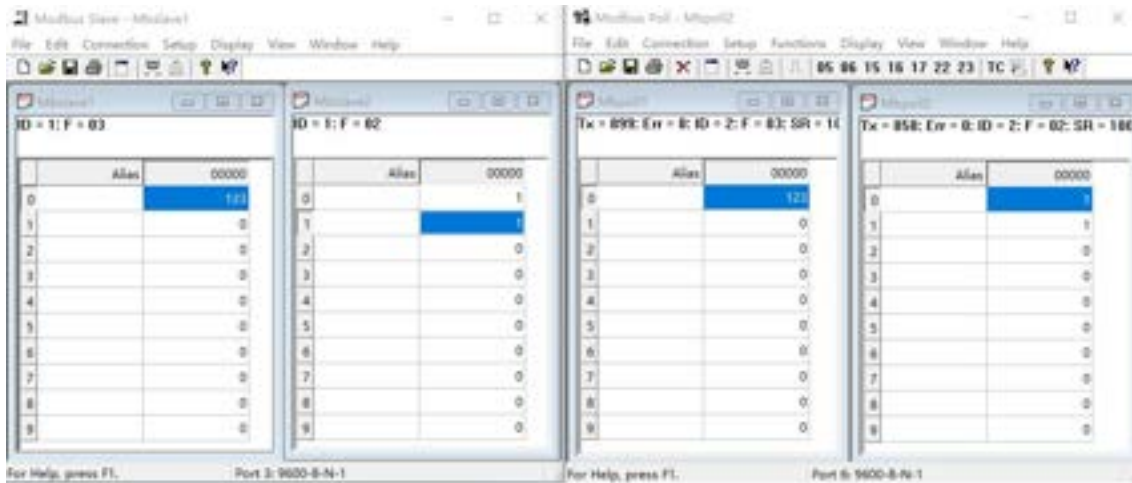 Modbus Slave - Mbslave1
File Edit Connection Setup Display View Window Help
Mbslave1
ID = 1: F = 03
Alias 00000
0 123
1 0
2 0
3 0
4 0
5 0
6 0
7 0
8 0
9 0
Mbslave2
ID = 1: F = 02
Alias 00000
0 1
1 1
2 0
3 0
4 0
5 0
6 0
7 0
8 0
9 0
For Help, press F1. Port 3: 9600-8-N-1
Modbus Poll - Mbpoll2
File Edit Connection Setup Functions Display View Window Help
05 06 15 16 17 22 23 TC
Mbpoll1
Tx = 899: Err = 0: ID = 2: F = 03: SR = 10
Alias 00000
0 123
1 0
2 0
3 0
4 0
5 0
6 0
7 0
8 0
9 0
Mbpoll2
Tx = 858: Err = 0: ID = 2: F = 02: SR = 100
Alias 00000
0 1
1 1
2 0
3 0
4 0
5 0
6 0
7 0
8 0
9 0
For Help, press F1. Port 6: 9600-8-N-1